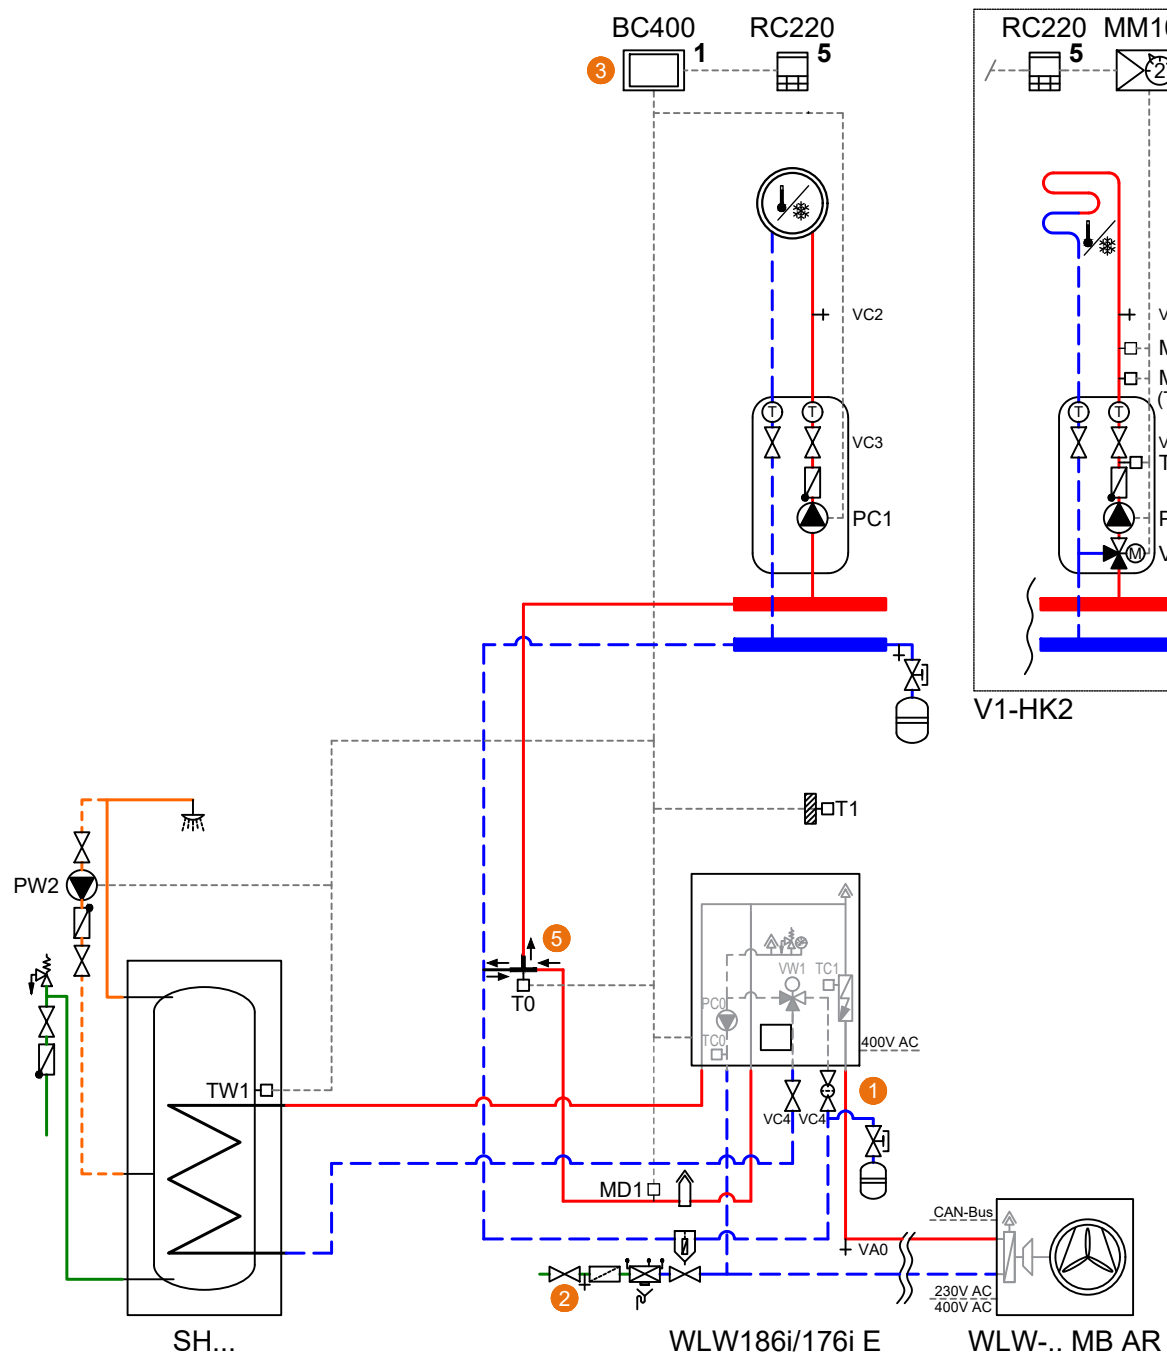 BC400 RC220 RC220
1 5 5
3
2
VC2
T T T T
VC3
PC1
M
V1-HK2
T1
PW2
5
T0
VW1 TC1
PC0
TC0
400V AC
TW1
1
VC4 VC4
MD1
CAN-Bus
VA0
2
230V AC
400V AC
SH... WLW186i/176i E WLW-.. MB AR